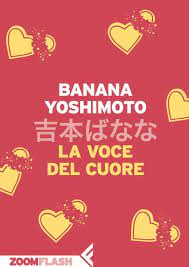 BANANA
YOSHIMOTO
吉本ばなな
LA VOCE
DEL CUORE
ZOOMFLASH